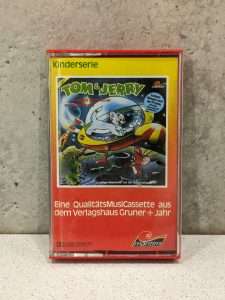 Kinderserie
TOM & JERRY
Eine QualitätsMusiCassette aus
dem Verlagshaus Gruner + Jahr